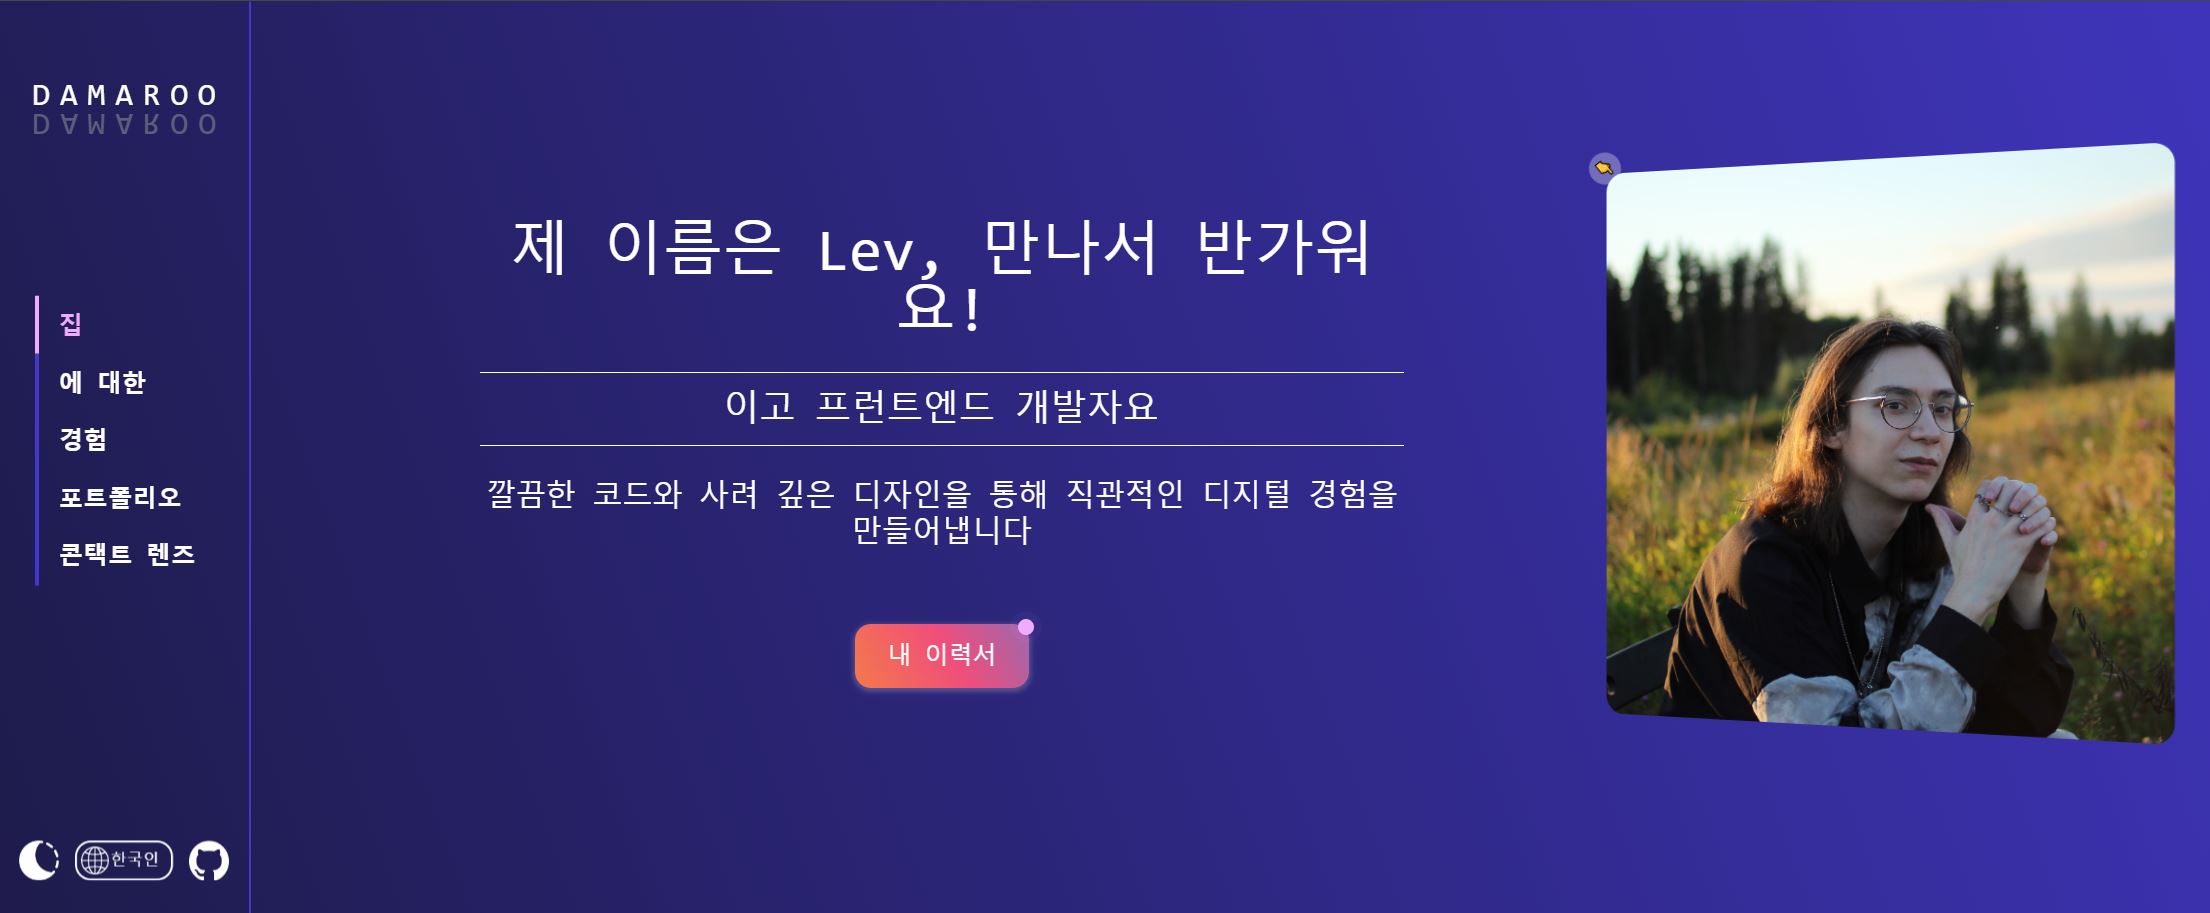 DAMAROO
집
에 대한
경험
포트폴리오
콘택트 렌즈
한국인
제 이름은 Lev, 만나서 반가워
요!
이고 프런트엔드 개발자요
깔끔한 코드와 사려 깊은 디자인을 통해 직관적인 디지털 경험을
만들어냅니다
내 이력서